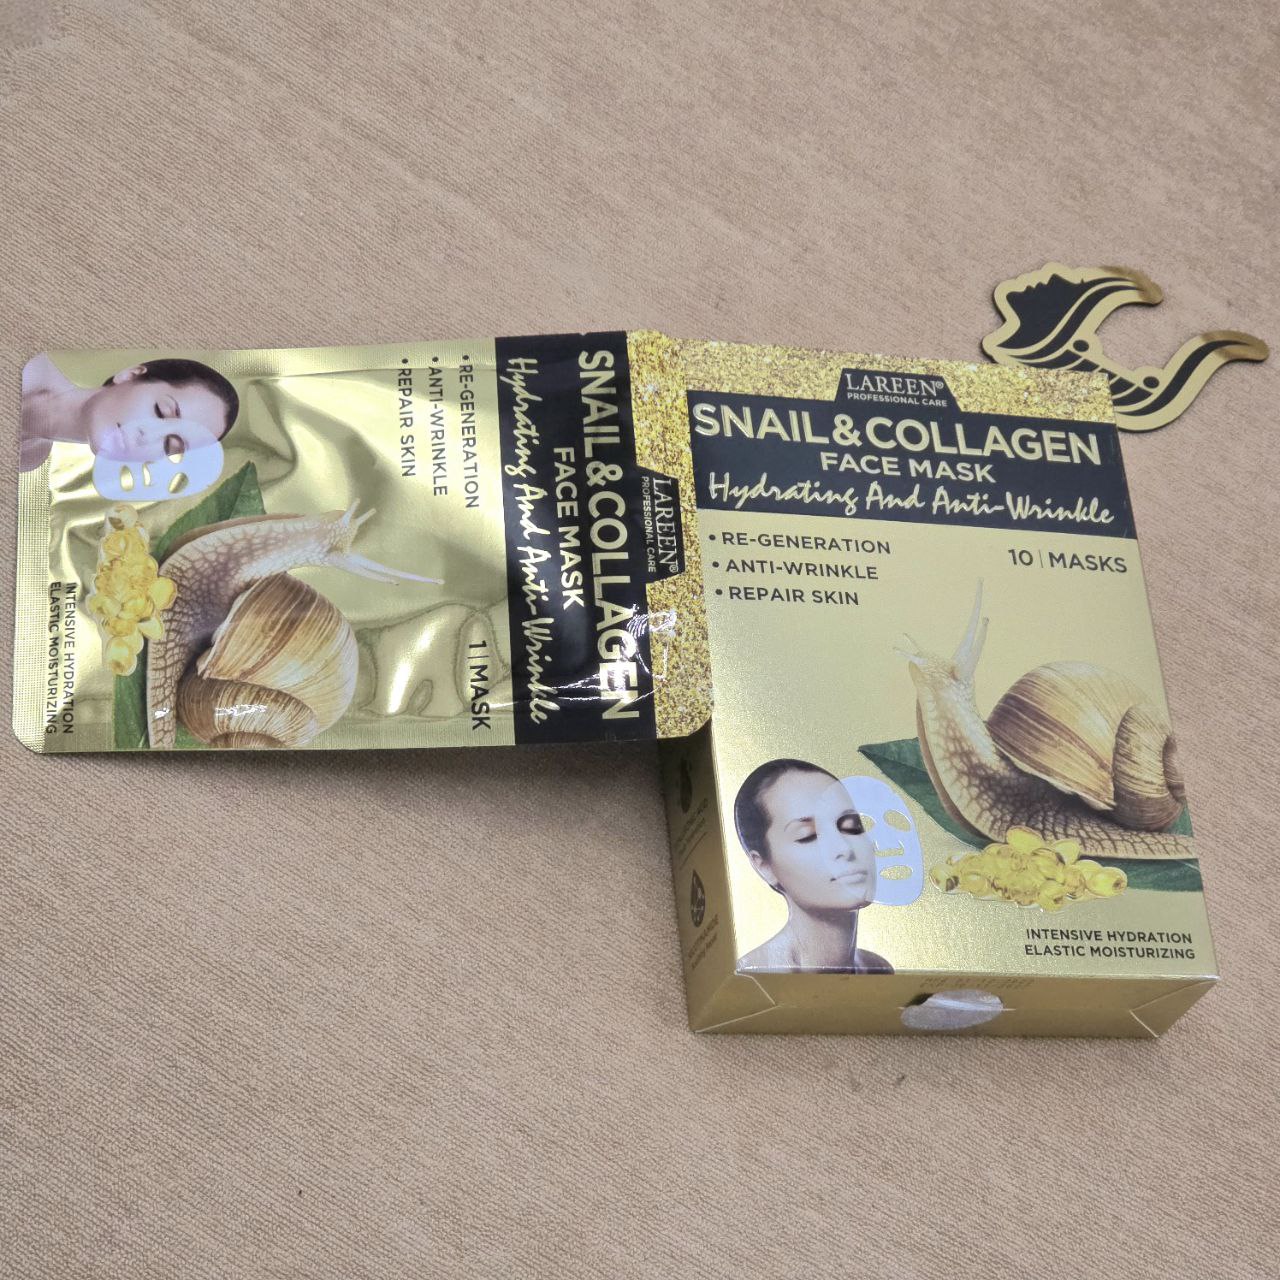 LAREEN®
PROFESSIONAL CARE
SNAIL & COLLAGEN
FACE MASK
Hydrating And Anti-Wrinkle
• RE-GENERATION
• ANTI-WRINKLE
• REPAIR SKIN
1 | MASK
INTENSIVE HYDRATION
ELASTIC MOISTURIZING
LAREEN®
PROFESSIONAL CARE
SNAIL & COLLAGEN
FACE MASK
Hydrating And Anti-Wrinkle
• RE-GENERATION
• ANTI-WRINKLE
• REPAIR SKIN
10 | MASKS
INTENSIVE HYDRATION
ELASTIC MOISTURIZING